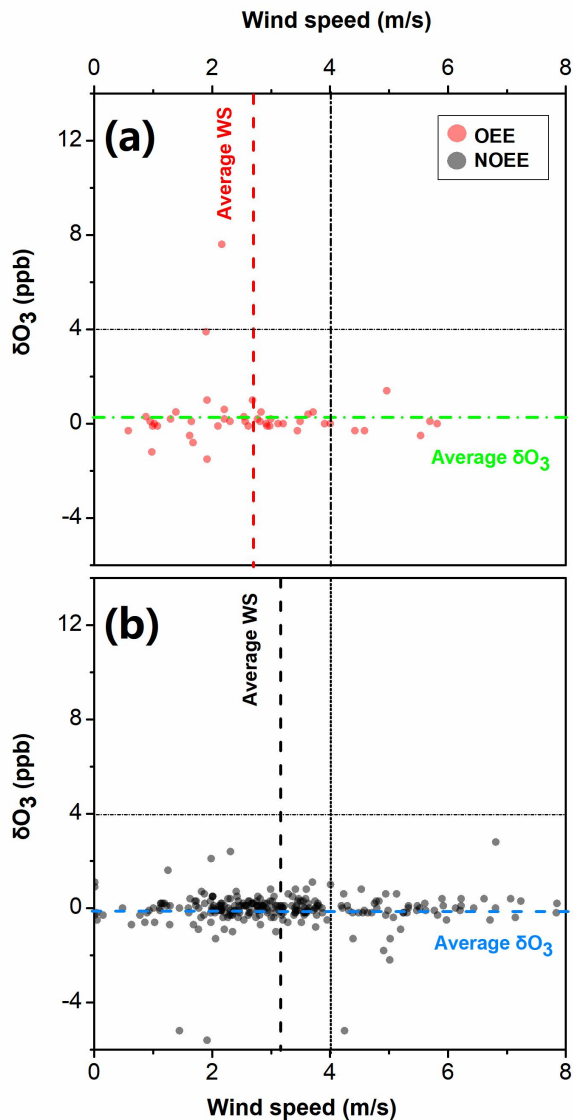 Wind speed (m/s)
0 2 4 6 8
(a)
Average WS
OEE
NOEE
12
8
4
0
-4
δO₃ (ppb)
Average δO₃
(b)
Average WS
12
8
4
0
-4
δO₃ (ppb)
Average δO₃
0 2 4 6 8
Wind speed (m/s)